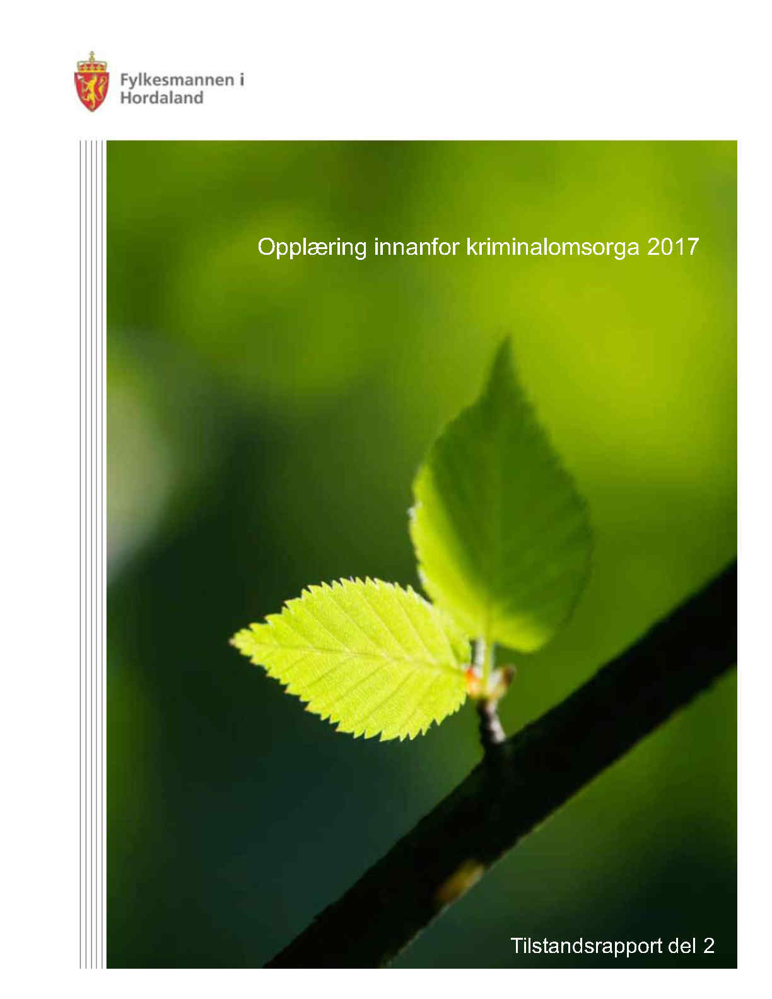 Fylkesmannen i
Hordaland
Opplæring innanfor kriminalomsorga 2017
Tilstandsrapport del 2